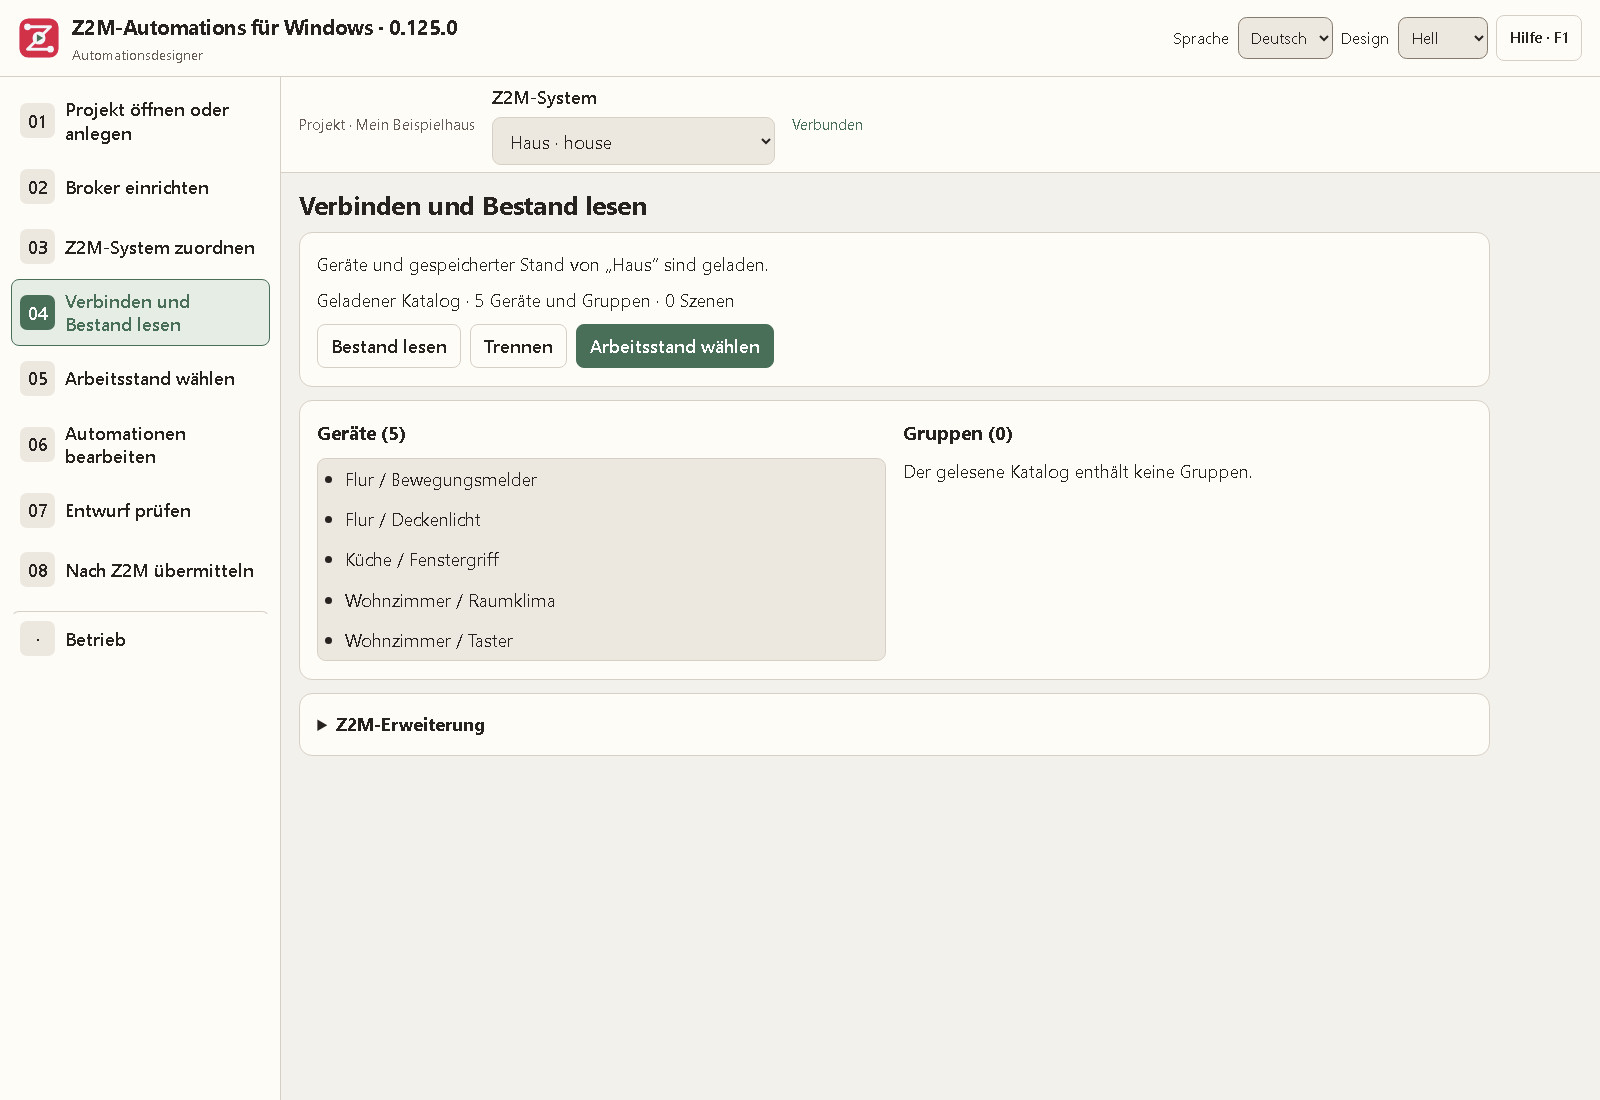 Z2M-Automations für Windows · 0.125.0
Automationsdesigner
Sprache
Deutsch
Design
Hell
Hilfe · F1
01
Projekt öffnen oder
anlegen
02
Broker einrichten
03
Z2M-System zuordnen
04
Verbinden und
Bestand lesen
05
Arbeitsstand wählen
06
Automationen
bearbeiten
07
Entwurf prüfen
08
Nach Z2M übermitteln
·
Betrieb
Projekt · Mein Beispielhaus
Z2M-System
Haus · house
Verbunden
Verbinden und Bestand lesen
Geräte und gespeicherter Stand von „Haus“ sind geladen.
Geladener Katalog · 5 Geräte und Gruppen · 0 Szenen
Bestand lesen
Trennen
Arbeitsstand wählen
Geräte (5)
Flur / Bewegungsmelder
Flur / Deckenlicht
Küche / Fenstergriff
Wohnzimmer / Raumklima
Wohnzimmer / Taster
Gruppen (0)
Der gelesene Katalog enthält keine Gruppen.
Z2M-Erweiterung